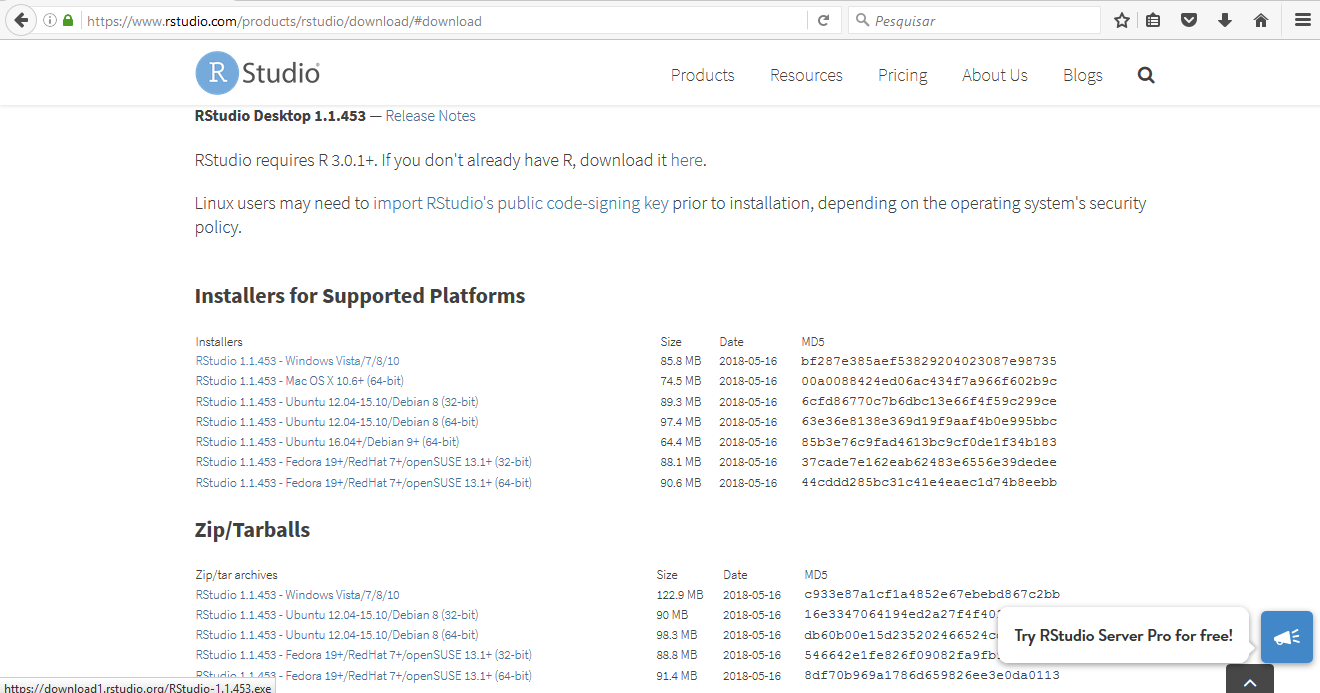 https://www.rstudio.com/products/rstudio/download/#download
Pesquisar
R Studio
Products Resources Pricing About Us Blogs
RStudio Desktop 1.1.453 — Release Notes
RStudio requires R 3.0.1+. If you don't already have R, download it here.
Linux users may need to import RStudio's public code-signing key prior to installation, depending on the operating system's security
policy.
Installers for Supported Platforms
Installers Size Date MD5
RStudio 1.1.453 - Windows Vista/7/8/10 85.8 MB 2018-05-16 bf287e385aef53829204023087e98735
RStudio 1.1.453 - Mac OS X 10.6+ (64-bit) 74.5 MB 2018-05-16 00a0088424ed06ac434f7a966f602b9c
RStudio 1.1.453 - Ubuntu 12.04-15.10/Debian 8 (32-bit) 89.3 MB 2018-05-16 6cfd86770c7b6dbc13e66f4f59c299ce
RStudio 1.1.453 - Ubuntu 12.04-15.10/Debian 8 (64-bit) 97.4 MB 2018-05-16 63e36e8138e369d19f9aaf4b0e995bbc
RStudio 1.1.453 - Ubuntu 16.04+/Debian 9+ (64-bit) 64.4 MB 2018-05-16 85b3e76c9fad4613bc9cf0de1f34b183
RStudio 1.1.453 - Fedora 19+/RedHat 7+/openSUSE 13.1+ (32-bit) 88.1 MB 2018-05-16 37cade7e162eab62483e6556e39dedee
RStudio 1.1.453 - Fedora 19+/RedHat 7+/openSUSE 13.1+ (64-bit) 90.6 MB 2018-05-16 44cddd285bc31c41e4eaec1d74b8eebb
Zip/Tarballs
Zip/tar archives Size Date MD5
RStudio 1.1.453 - Windows Vista/7/8/10 122.9 MB 2018-05-16 c933e87a1cf1a4852e67ebebd867c2bb
RStudio 1.1.453 - Ubuntu 12.04-15.10/Debian 8 (32-bit) 90 MB 2018-05-16
RStudio 1.1.453 - Ubuntu 12.04-15.10/Debian 8 (64-bit) 98.3 MB 2018-05-16
RStudio 1.1.453 - Fedora 19+/RedHat 7+/openSUSE 13.1+ (32-bit) 88.8 MB 2018-05-16
RStudio 1.1.453 - Fedora 19+/RedHat 7+/openSUSE 13.1+ (64-bit) 91.4 MB 2018-05-16 8df70b969a1786d659826ee3e0da0113
Try RStudio Server Pro for free!
https://download1.rstudio.org/RStudio-1.1.453.exe